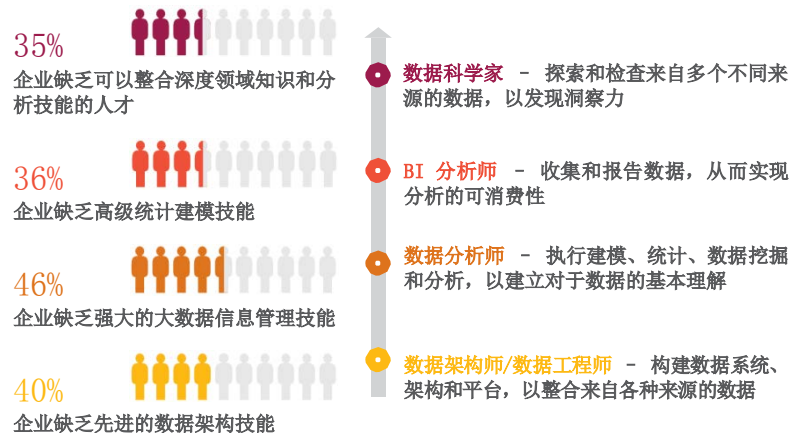 35%
企业缺乏可以整合深度领域知识和分
析技能的人才
数据科学家 – 探索和检查来自多个不同来
源的数据，以发现洞察力
36%
企业缺乏高级统计建模技能
BI 分析师 – 收集和报告数据，从而实现
分析的可消费性
46%
企业缺乏强大的大数据信息管理技能
数据分析师 – 执行建模、统计、数据挖掘
和分析，以建立对于数据的基本理解
40%
企业缺乏先进的数据架构技能
数据架构师/数据工程师 – 构建数据系统、
架构和平台，以整合来自各种来源的数据